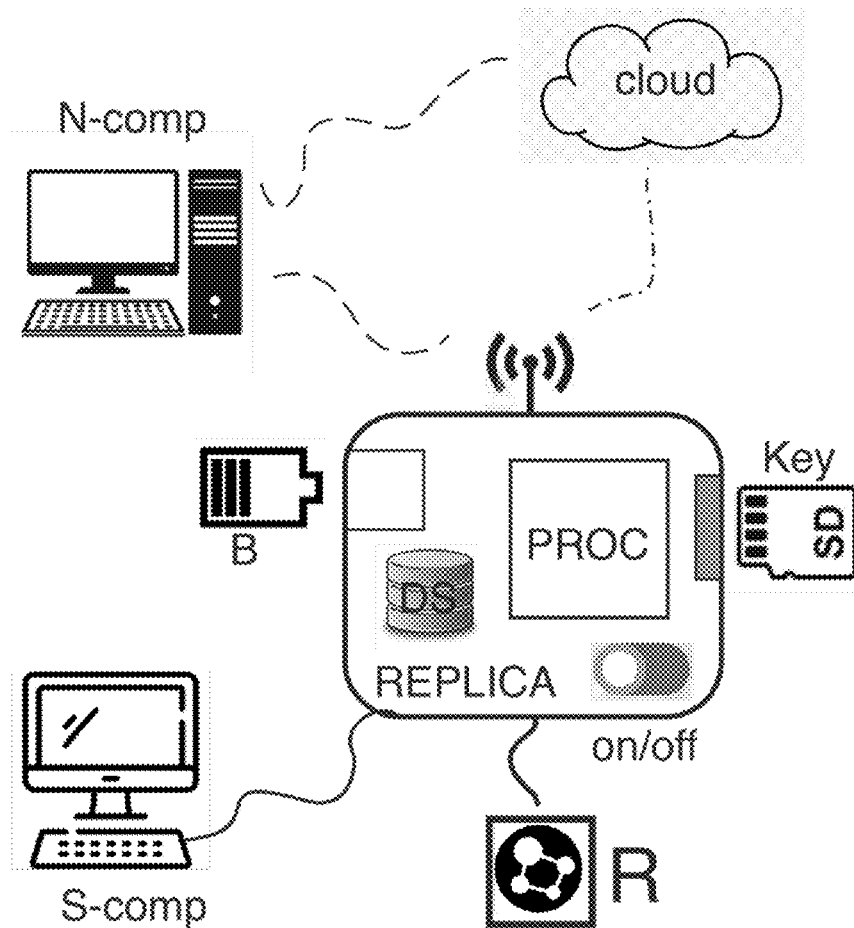 cloud
N-comp
Key
SD
B
PROC
DS
REPLICA
on/off
R
S-comp